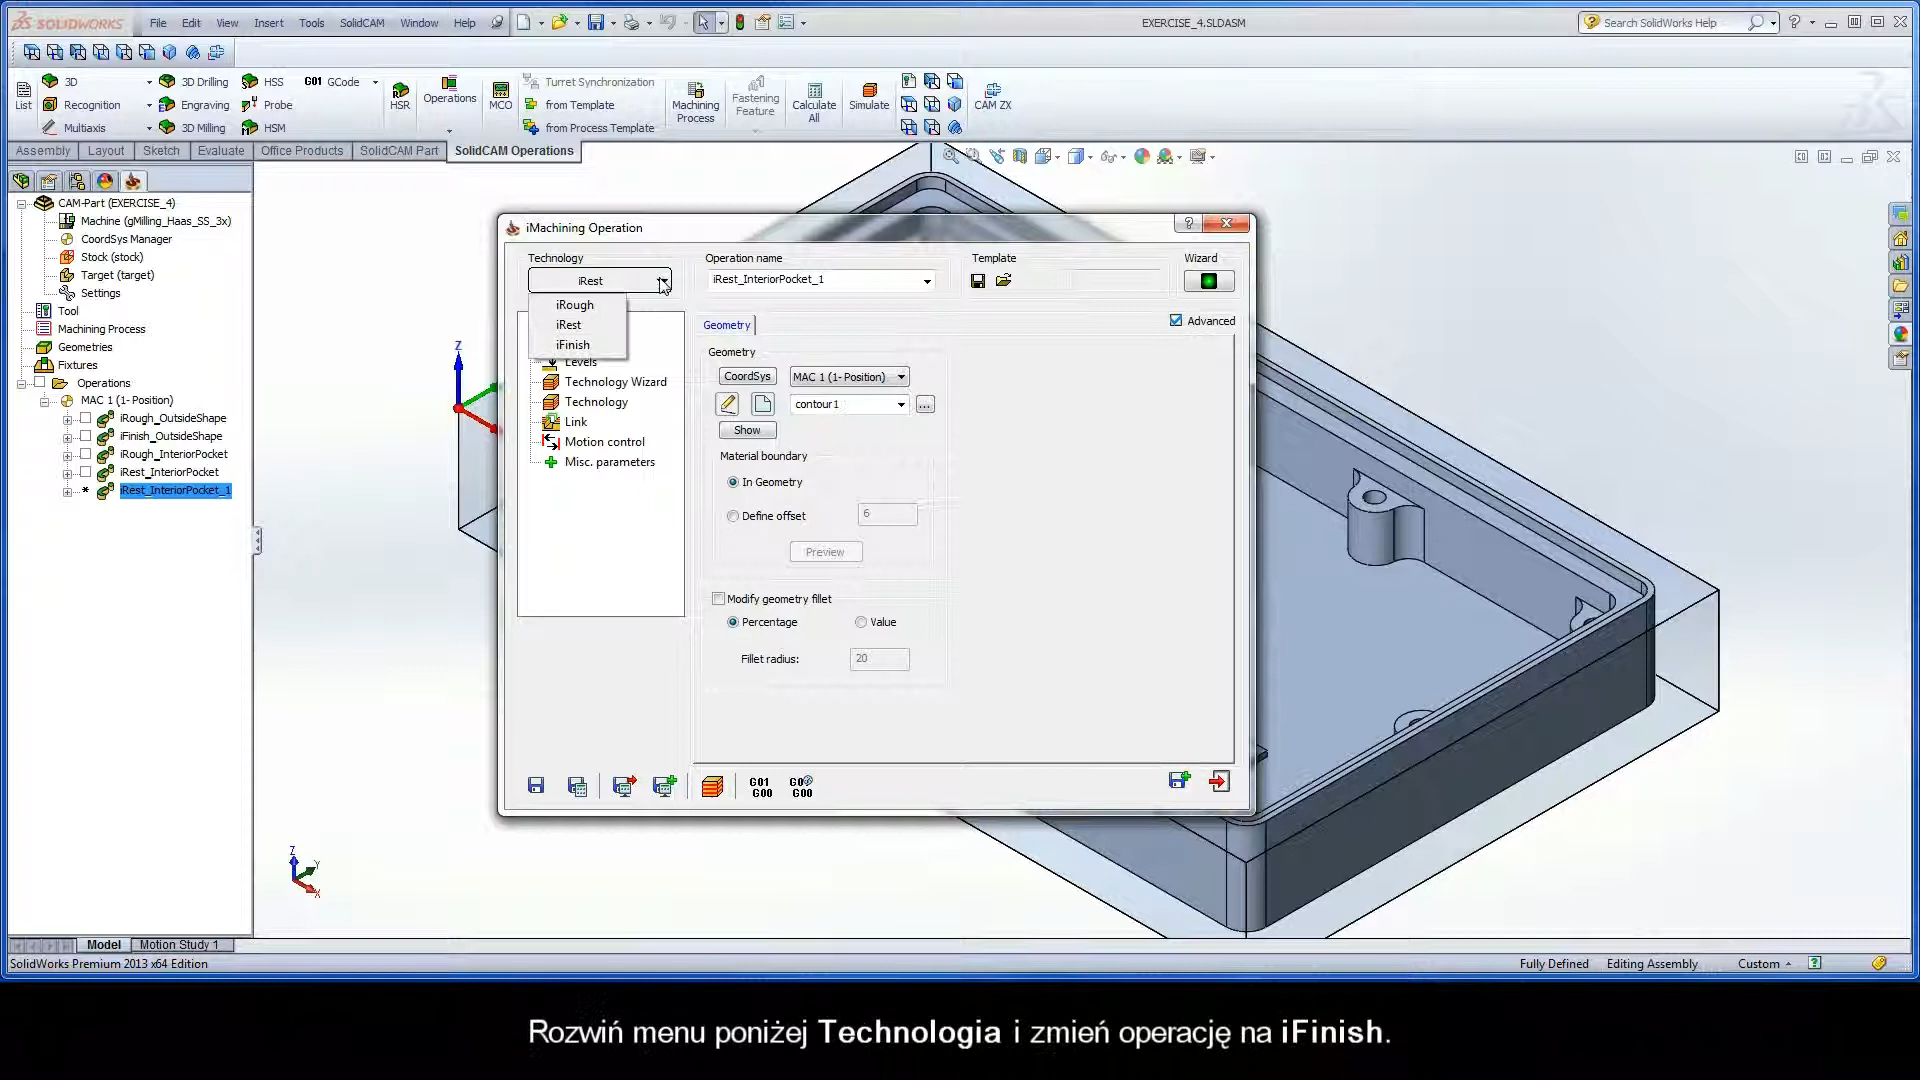 SOLIDWORKS File Edit View Insert Tools SolidCAM Window Help EXERCISE_4.SLDASM Search SolidWorks Help
3D 3D Drilling HSS G01 GCode Turret Synchronization
List Recognition Engraving Probe HSR Operations MCO from Template Machining Process Fastening Feature Calculate All Simulate CAM ZX
Multiaxis 3D Milling HSM from Process Template
Assembly Layout Sketch Evaluate Office Products SolidCAM Part SolidCAM Operations
CAM-Part (EXERCISE_4)
Machine (gMilling_Haas_SS_3x)
CoordSys Manager
Stock (stock)
Target (target)
Settings
Tool
Machining Process
Geometries
Fixtures
Operations
MAC 1 (1- Position)
iRough_OutsideShape
iFinish_OutsideShape
iRough_InteriorPocket
iRest_InteriorPocket
* iRest_InteriorPocket_1
iMachining Operation
Technology Operation name Template Wizard
iRest iRest_InteriorPocket_1
iRough
iRest
iFinish
Levels
Technology Wizard
Technology
Link
Motion control
Misc. parameters
Geometry Advanced
Geometry
CoordSys MAC 1 (1- Position)
contour1 ...
Show
Material boundary
In Geometry
Define offset 6
Preview
Modify geometry fillet
Percentage Value
Fillet radius: 20
G01 G00
G00
Z
Z Y X
Model Motion Study 1
SolidWorks Premium 2013 x64 Edition Fully Defined Editing Assembly Custom
Rozwiń menu poniżej Technologia i zmień operację na iFinish.